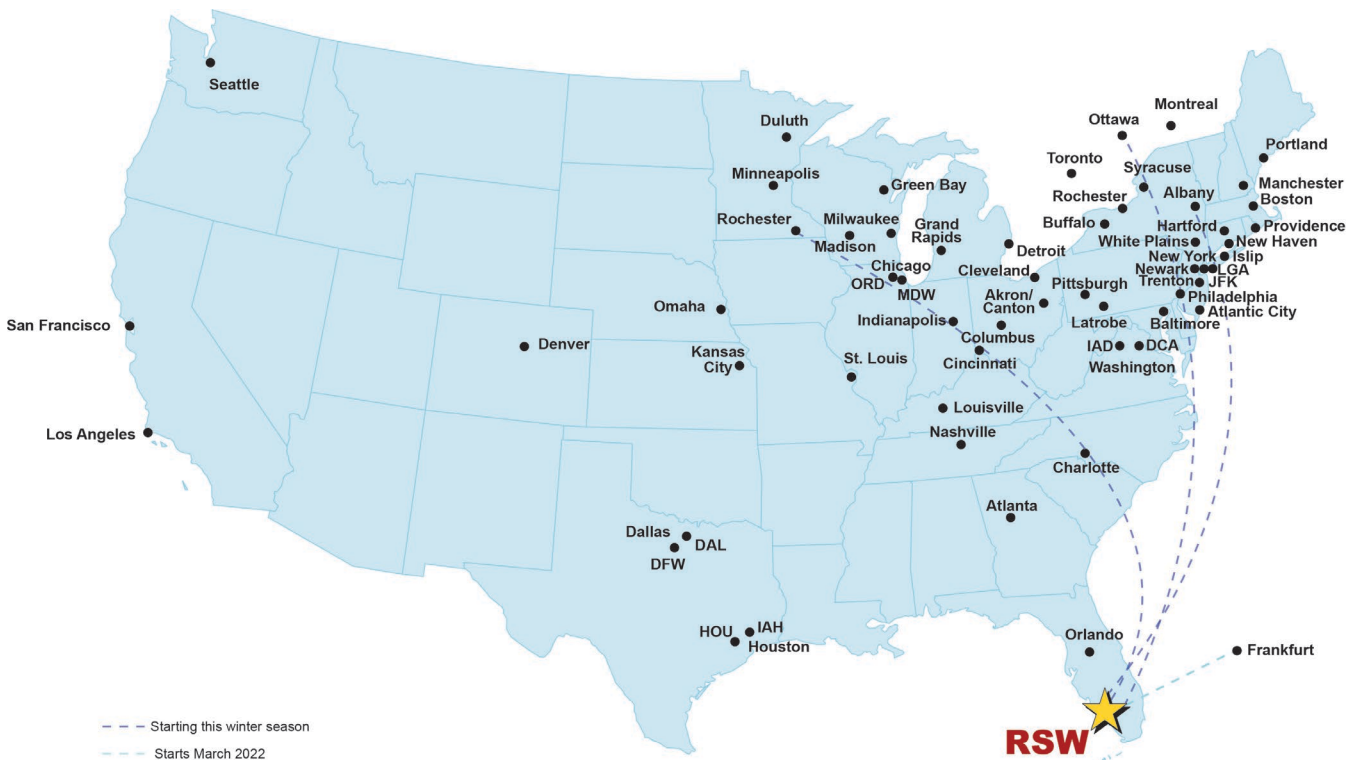 Seattle
Duluth
Minneapolis
Rochester
Green Bay
Milwaukee
Madison
Grand
Rapids
Detroit
Chicago
ORD
MDW
Cleveland
Akron/
Canton
Indianapolis
Columbus
Cincinnati
Omaha
Kansas
City
St. Louis
Denver
San Francisco
Los Angeles
Louisville
Nashville
Charlotte
Atlanta
Dallas
DAL
DFW
HOU
IAH
Houston
Orlando
Ottawa
Montreal
Toronto
Syracuse
Portland
Rochester
Albany
Manchester
Boston
Buffalo
Hartford
Providence
White Plains
New Haven
New York
Islip
Newark
LGA
Trenton
JFK
Pittsburgh
Philadelphia
Latrobe
Baltimore
Atlantic City
IAD
DCA
Washington
Frankfurt
RSW
Starting this winter season
Starts March 2022